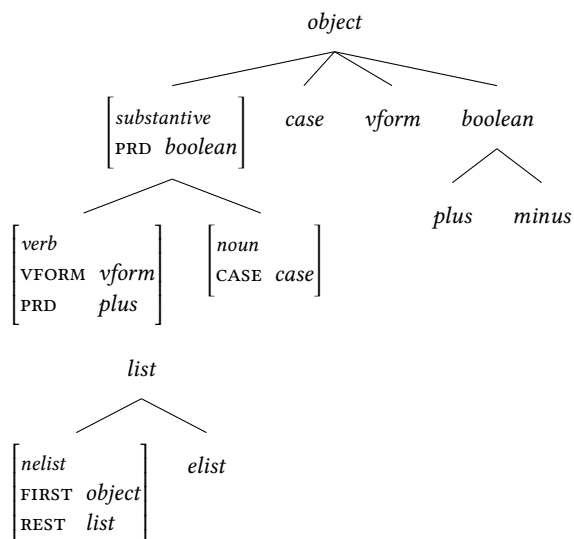 object
substantive case vform boolean
PRD boolean
plus minus
verb noun
VFORM vform CASE case
PRD plus
list
nelist elist
FIRST object
REST list